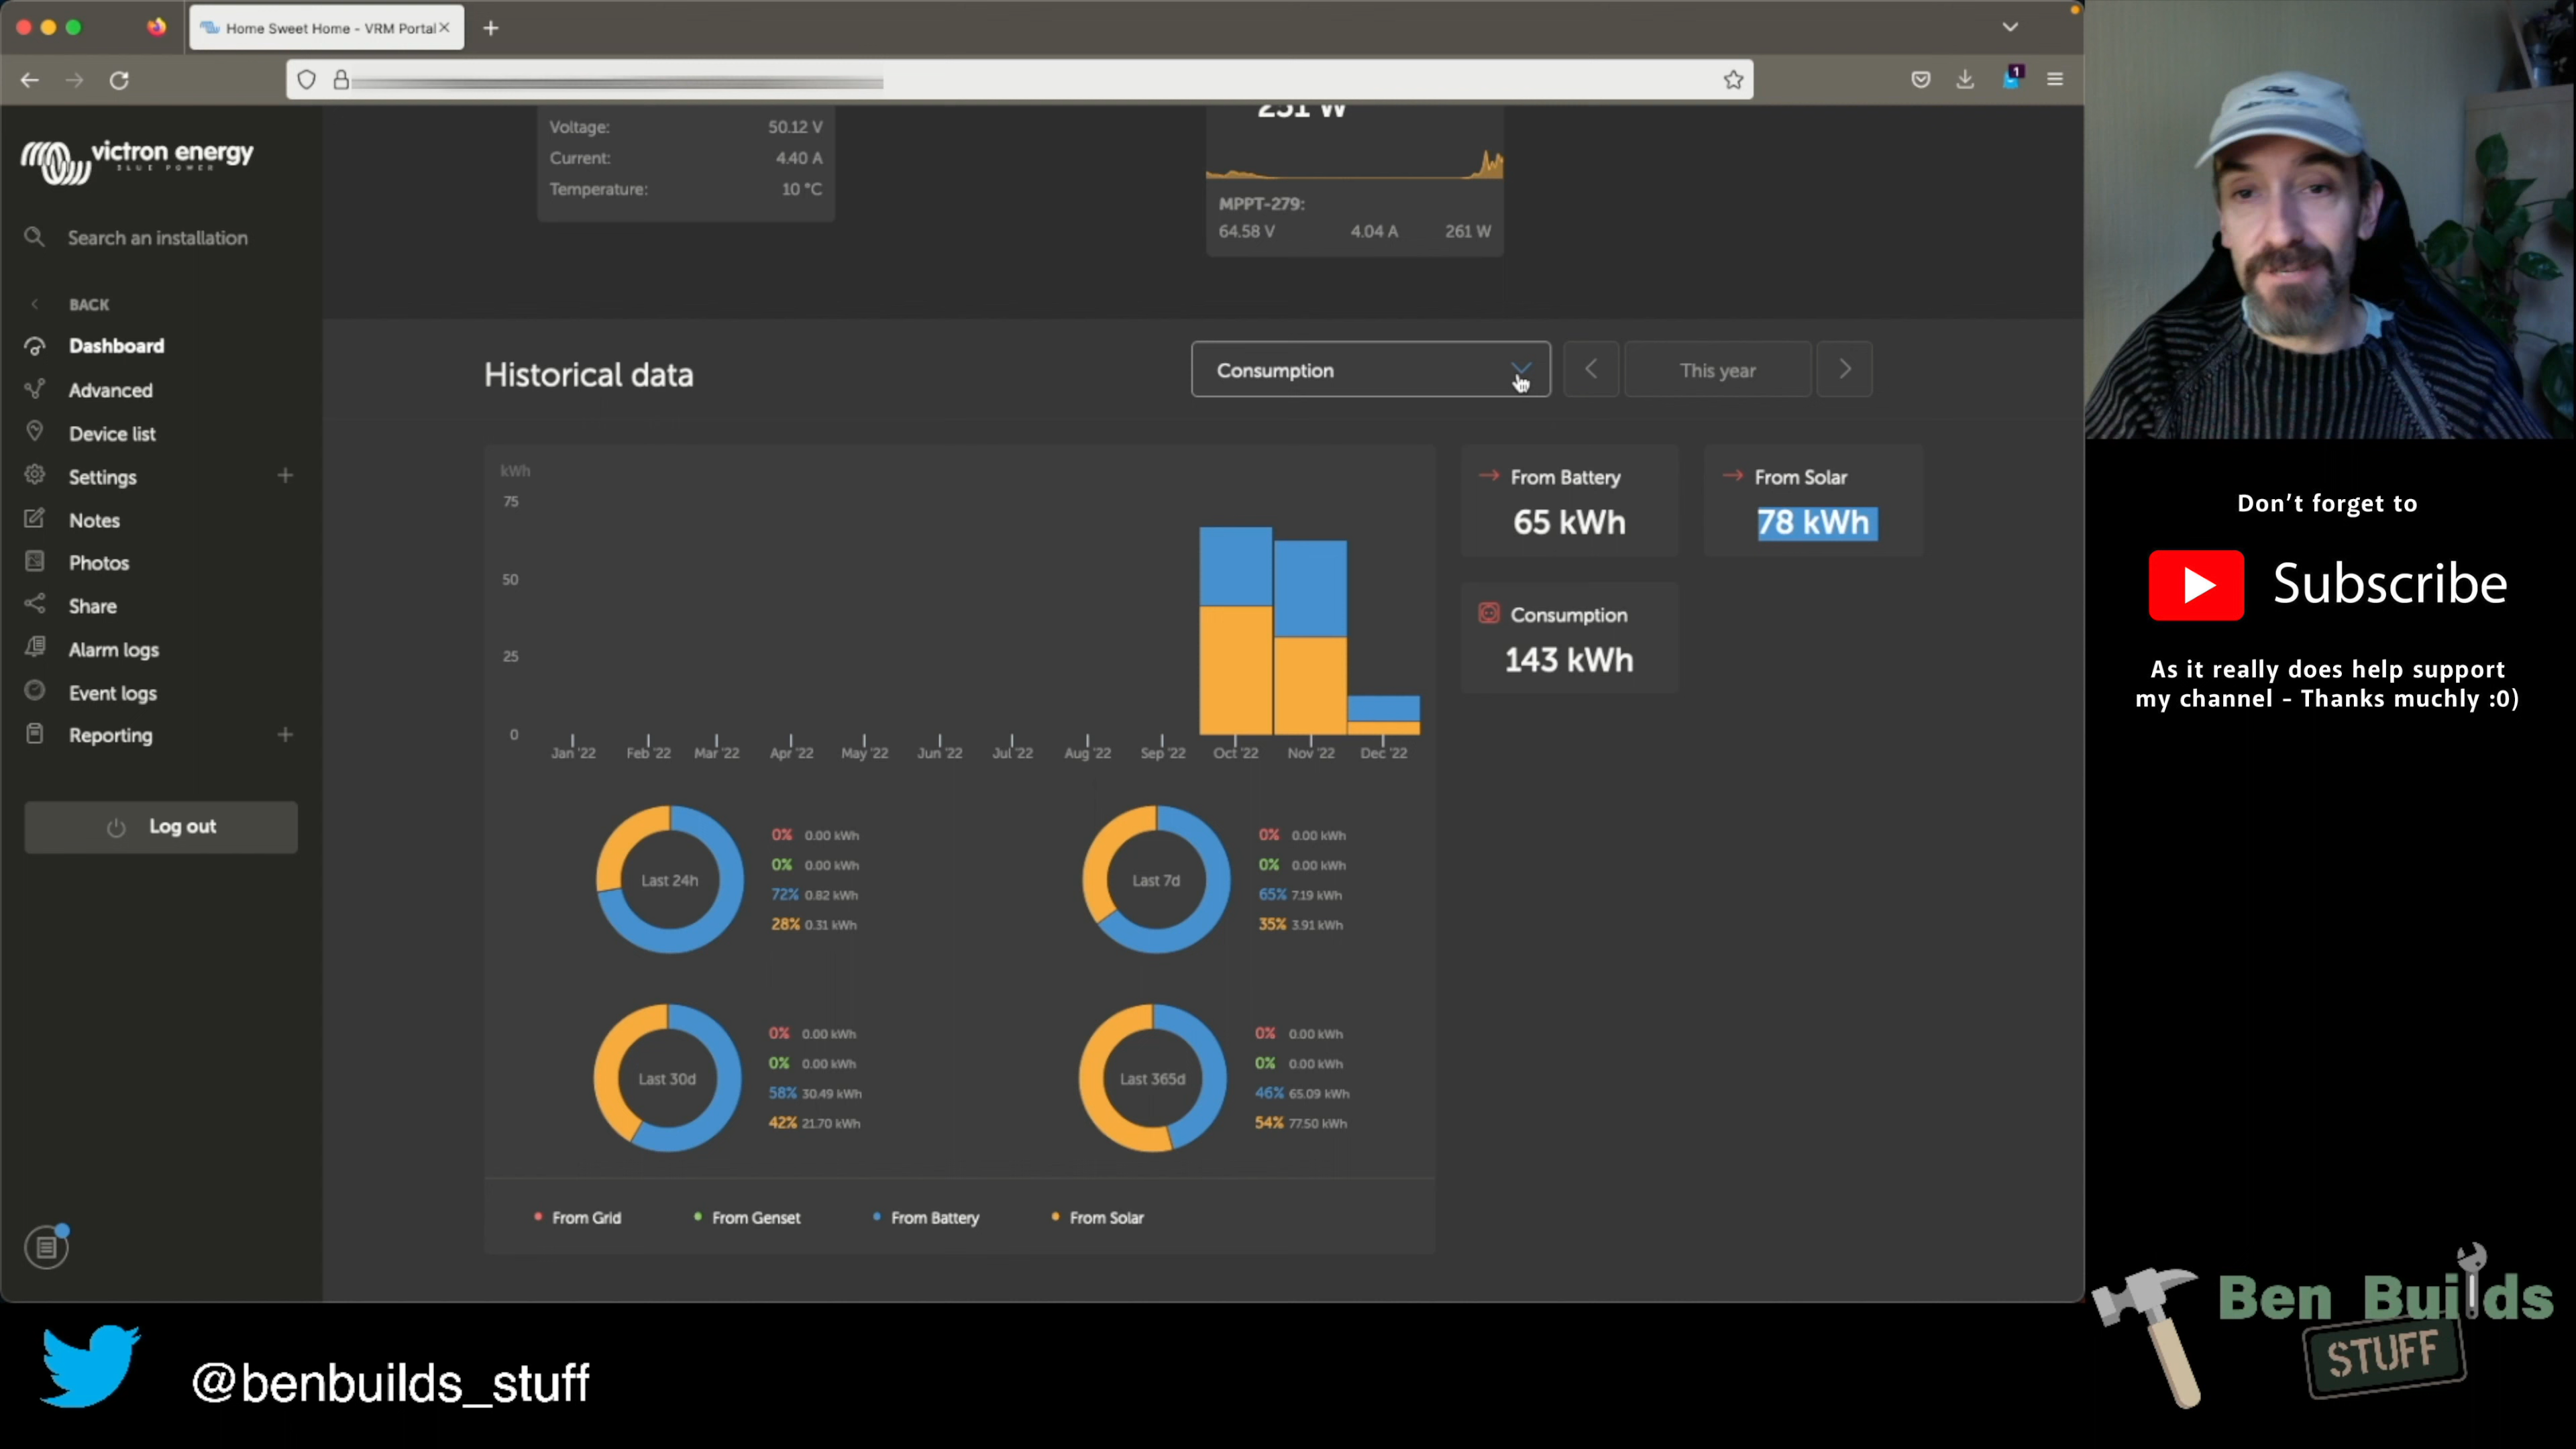 Home Sweet Home - VRM Portal
1
victron energy
BLUE POWER
Search an installation
BACK
Dashboard
Advanced
Device list
Settings
Notes
Photos
Share
Alarm logs
Event logs
Reporting
Log out
Voltage: 50.12 V
Current: 4.40 A
Temperature: 10 °C
251 W
MPPT-279:
64.58 V 4.04 A 261 W
Historical data
Consumption
This year
kWh
75
50
25
0
Jan '22 Feb '22 Mar '22 Apr '22 May '22 Jun '22 Jul '22 Aug '22 Sep '22 Oct '22 Nov '22 Dec '22
From Battery
65 kWh
From Solar
78 kWh
Consumption
143 kWh
Last 24h
0% 0.00 kWh
0% 0.00 kWh
72% 0.82 kWh
28% 0.31 kWh
Last 7d
0% 0.00 kWh
0% 0.00 kWh
65% 7.19 kWh
35% 3.91 kWh
Last 30d
0% 0.00 kWh
0% 0.00 kWh
58% 30.49 kWh
42% 21.70 kWh
Last 365d
0% 0.00 kWh
0% 0.00 kWh
46% 65.09 kWh
54% 77.50 kWh
From Grid From Genset From Battery From Solar
Don't forget to
Subscribe
As it really does help support
my channel - Thanks muchly :0)
@benbuilds_stuff
Ben Builds
STUFF